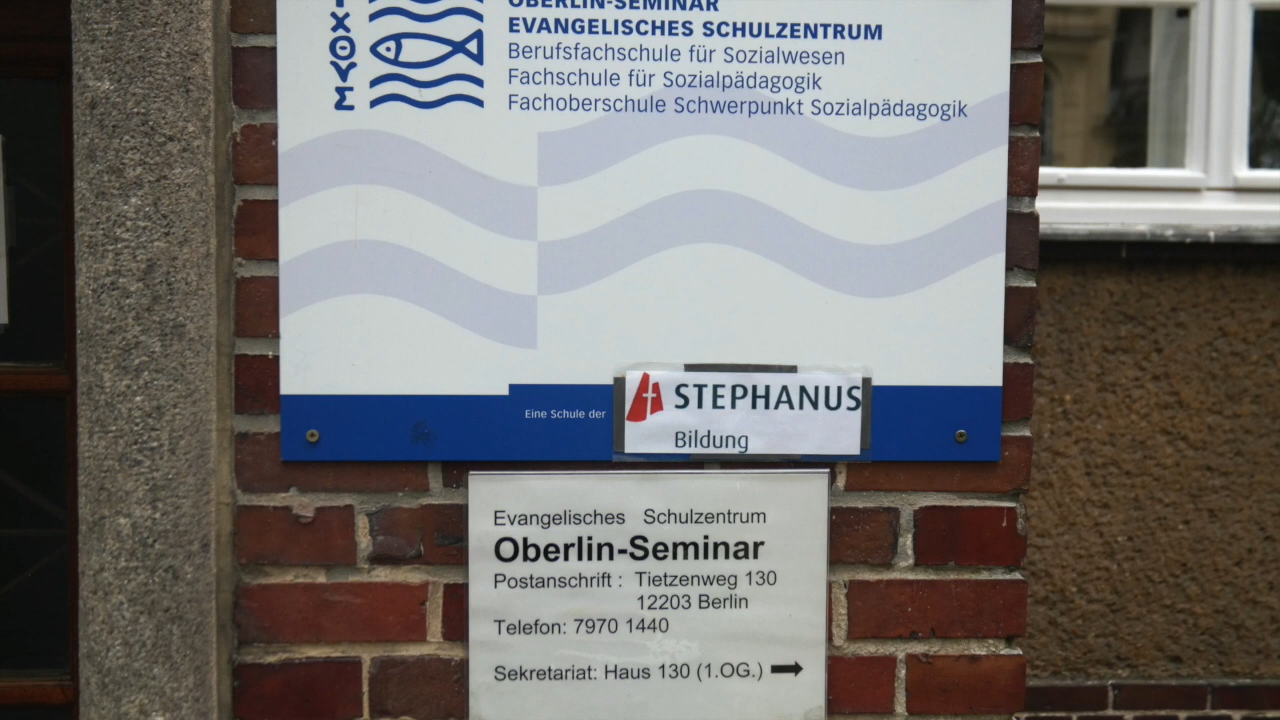 ΙΧΘΥΣ
OBERLIN-SEMINAR
EVANGELISCHES SCHULZENTRUM
Berufsfachschule für Sozialwesen
Fachschule für Sozialpädagogik
Fachoberschule Schwerpunkt Sozialpädagogik
Eine Schule der
STEPHANUS
Bildung
Evangelisches Schulzentrum
Oberlin-Seminar
Postanschrift : Tietzenweg 130
12203 Berlin
Telefon: 7970 1440
Sekretariat: Haus 130 (1.OG.)